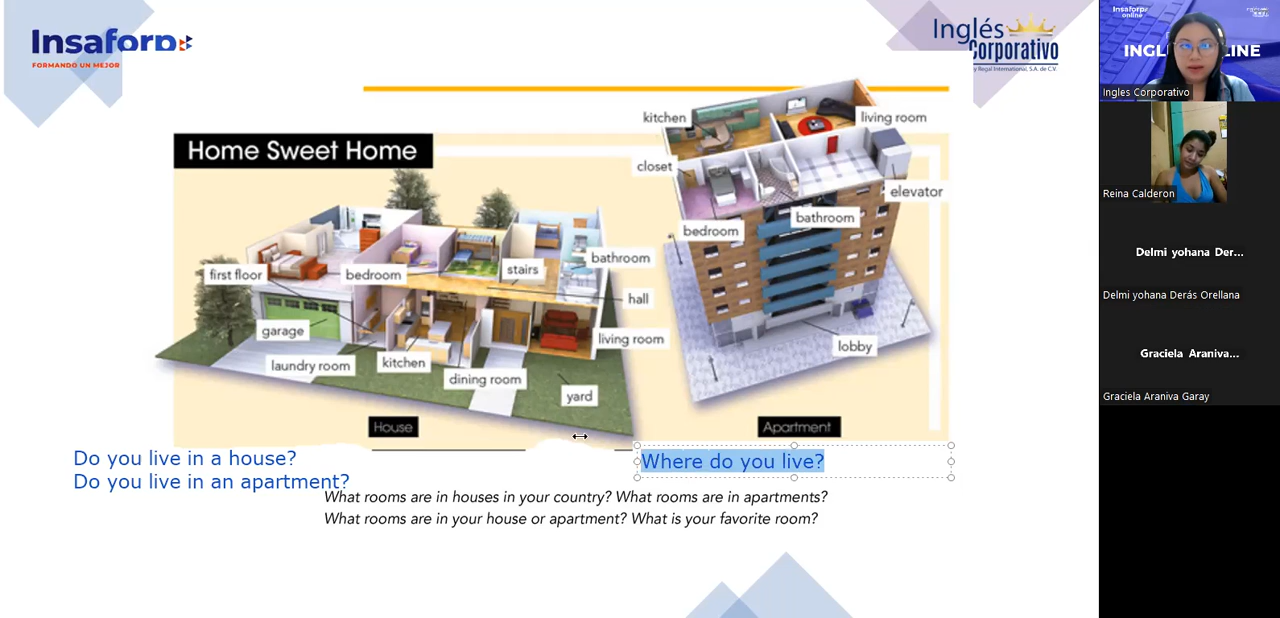 Insaforp
FORMANDO UN MEJOR
Inglés
Corporativo
Home Sweet Home
first floor
bedroom
stairs
bathroom
hall
garage
laundry room
kitchen
dining room
living room
yard
House
kitchen
living room
closet
elevator
bedroom
bathroom
lobby
Apartment
Do you live in a house?
Do you live in an apartment?
Where do you live?
What rooms are in houses in your country? What rooms are in apartments?
What rooms are in your house or apartment? What is your favorite room?
Insaforp
online
Ingles Corporativo
Reina Calderon
Delmi yohana Der...
Delmi yohana Derás Orellana
Graciela Araniva...
Graciela Araniva Garay